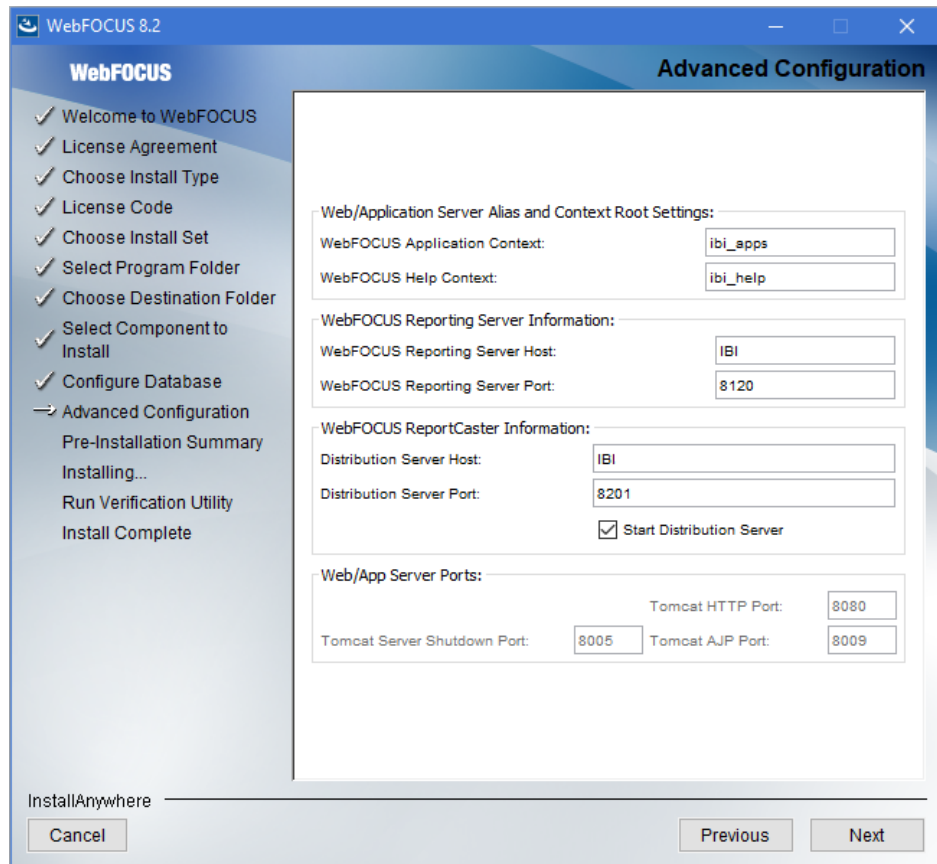 WebFOCUS 8.2
WebFOCUS
Advanced Configuration
Welcome to WebFOCUS
License Agreement
Choose Install Type
License Code
Choose Install Set
Select Program Folder
Choose Destination Folder
Select Component to
Install
Configure Database
Advanced Configuration
Pre-Installation Summary
Installing...
Run Verification Utility
Install Complete
Web/Application Server Alias and Context Root Settings:
WebFOCUS Application Context: ibi_apps
WebFOCUS Help Context: ibi_help
WebFOCUS Reporting Server Information:
WebFOCUS Reporting Server Host: IBI
WebFOCUS Reporting Server Port: 8120
WebFOCUS ReportCaster Information:
Distribution Server Host: IBI
Distribution Server Port: 8201
Start Distribution Server
Web/App Server Ports:
Tomcat HTTP Port: 8080
Tomcat Server Shutdown Port: 8005 Tomcat AJP Port: 8009
InstallAnywhere
Cancel Previous Next